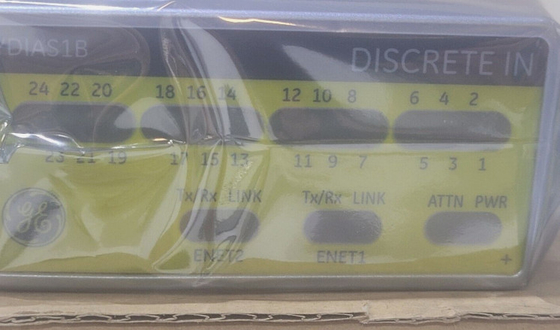 YDIAS1B DISCRETE IN
24 22 20 18 16 14 12 10 8 6 4 2
23 21 19 17 15 13 11 9 7 5 3 1
Tx/Rx LINK Tx/Rx LINK ATTN PWR
ENET2 ENET1
+